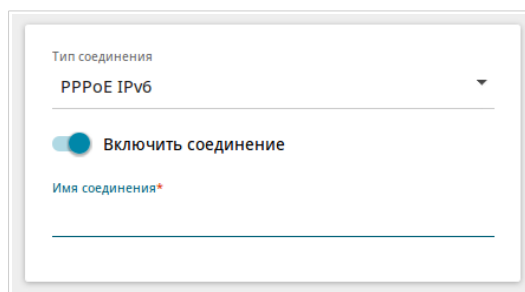 Тип соединения
PPPoE IPv6
Включить соединение
Имя соединения*